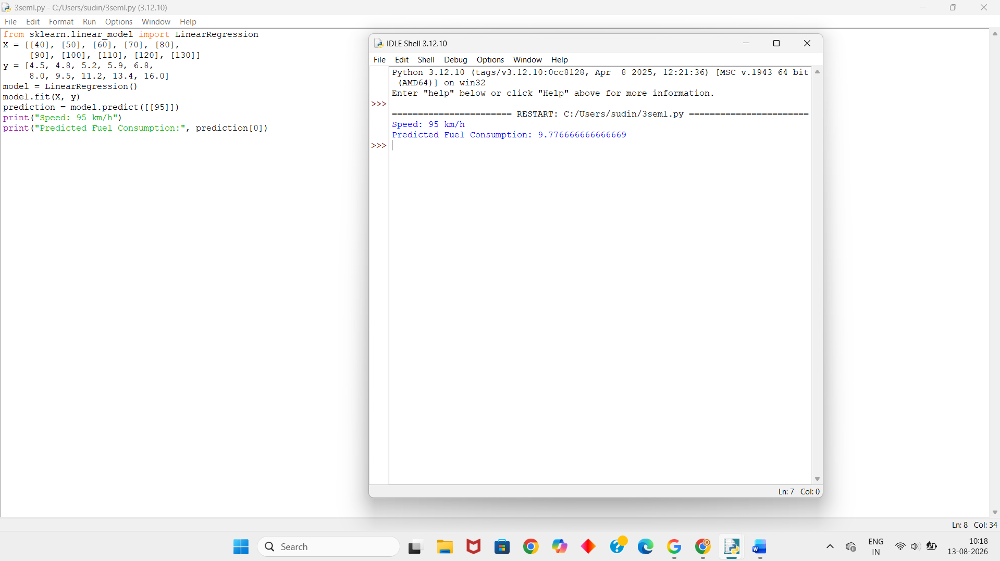 3seml.py - C:/Users/sudin/3seml.py (3.12.10)
File Edit Format Run Options Window Help
from sklearn.linear_model import LinearRegression
X = [[40], [50], [60], [70], [80],
     [90], [100], [110], [120], [130]]
y = [4.5, 4.8, 5.2, 5.9, 6.8,
     8.0, 9.5, 11.2, 13.4, 16.0]
model = LinearRegression()
model.fit(X, y)
prediction = model.predict([[95]])
print("Speed: 95 km/h")
print("Predicted Fuel Consumption:", prediction[0])
IDLE Shell 3.12.10
File Edit Shell Debug Options Window Help
Python 3.12.10 (tags/v3.12.10:0cc8128, Apr  8 2025, 12:21:36) [MSC v.1943 64 bit
(AMD64)] on win32
Enter "help" below or click "Help" above for more information.
>>>
======================= RESTART: C:/Users/sudin/3seml.py =======================
Speed: 95 km/h
Predicted Fuel Consumption: 9.776666666666669
>>>
Ln: 7 Col: 0
Ln: 8 Col: 34
Search
ENG
IN
10:18
13-08-2026